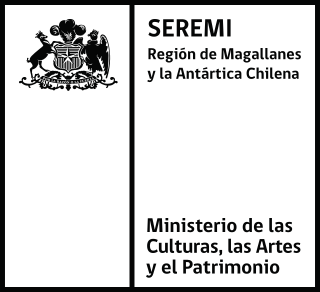 SEREMI
Región de Magallanes
y la Antártica Chilena
Ministerio de las
Culturas, las Artes
y el Patrimonio